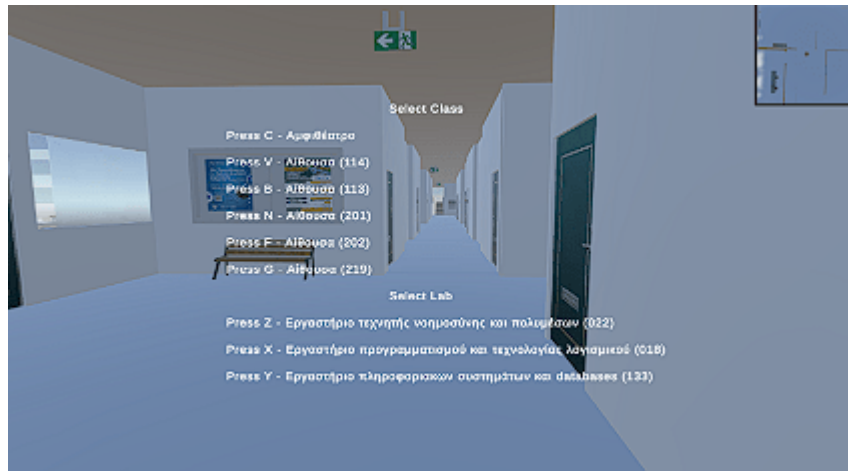 Select Class
Press C - Αμφιθέατρο
Press V - Αίθουσα (114)
Press B - Αίθουσα (113)
Press N - Αίθουσα (201)
Press F - Αίθουσα (202)
Press G - Αίθουσα (219)
Select Lab
Press Z - Εργαστήριο τεχνητής νοημοσύνης και πολυμέσων (022)
Press X - Εργαστήριο προγραμματισμού και τεχνολογίας λογισμικού (018)
Press Y - Εργαστήριο πληροφοριακων συστημάτων και databases (133)